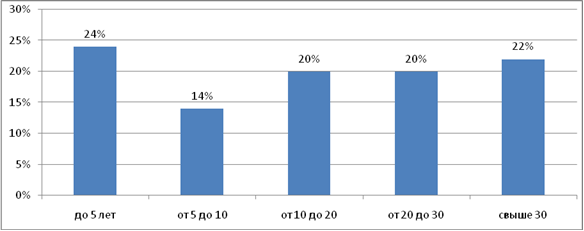 30%
25%
20%
15%
10%
5%
0%
24%
14%
20%
20%
22%
до 5 лет
от 5 до 10
от 10 до 20
от 20 до 30
свыше 30